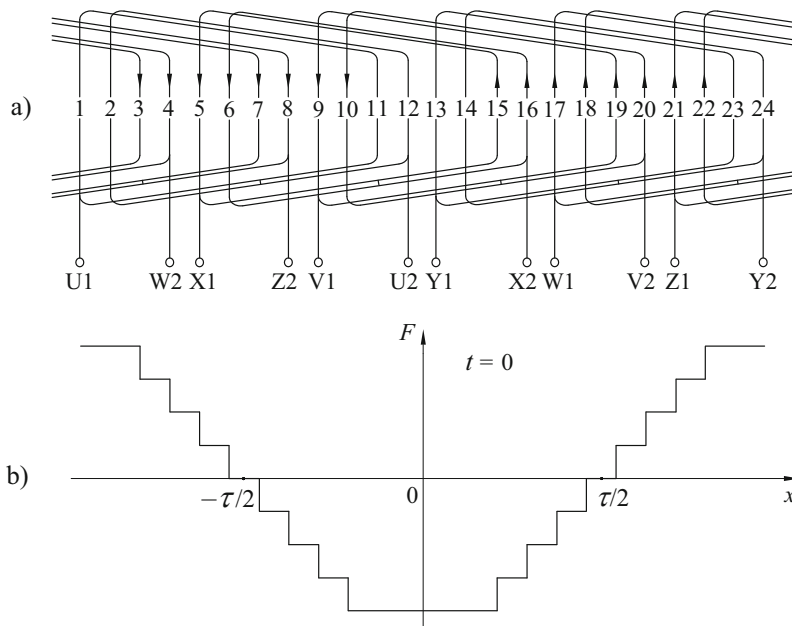 a)
1 2 3 4 5 6 7 8 9 10 11 12 13 14 15 16 17 18 19 20 21 22 23 24
U1 W2 X1 Z2 V1 U2 Y1 X2 W1 V2 Z1 Y2
F
t = 0
b)
−τ/2 0 τ/2 x